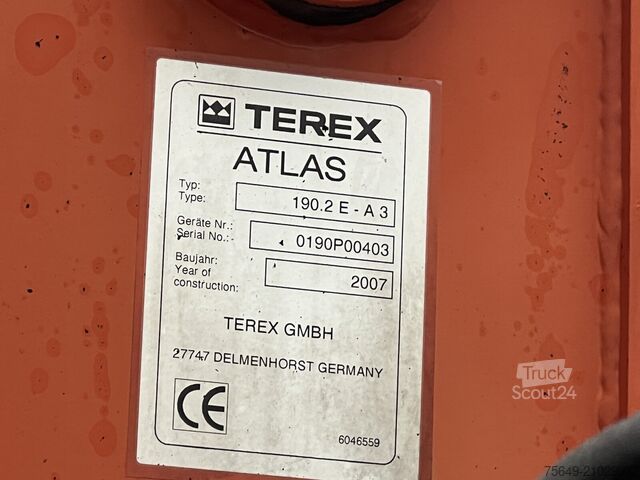 TEREX
ATLAS
Typ:
Type: 190.2 E - A 3
Geräte Nr.:
Serial No.: 0190P00403
Baujahr:
Year of
construction: 2007
TEREX GMBH
27747 DELMENHORST GERMANY
CE
6046559
Truck
Scout24